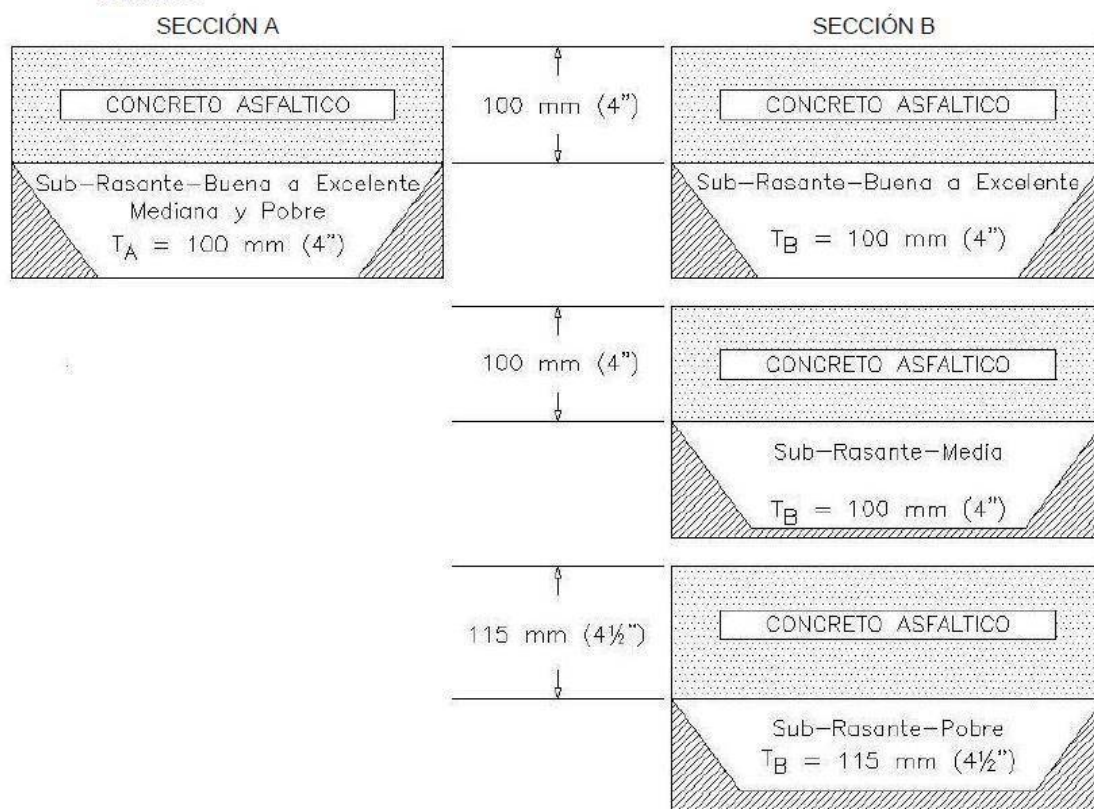 SECCIÓN A
SECCIÓN B
CONCRETO ASFALTICO
100 mm (4")
CONCRETO ASFALTICO
Sub-Rasante-Buena a Excelente
Mediana y Pobre
TA = 100 mm (4")
Sub-Rasante-Buena a Excelente
TB = 100 mm (4")
100 mm (4")
CONCRETO ASFALTICO
Sub-Rasante-Media
TB = 100 mm (4")
115 mm (4½")
CONCRETO ASFALTICO
Sub-Rasante-Pobre
TB = 115 mm (4½")